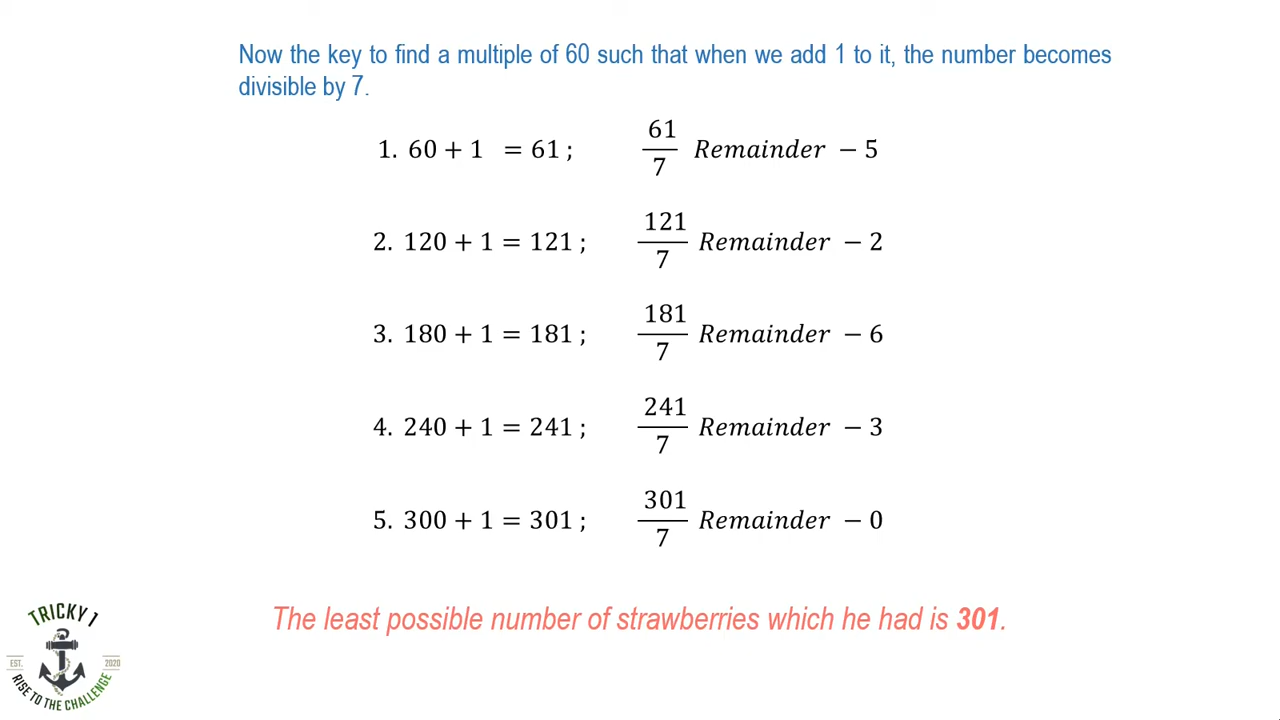 Now the key to find a multiple of 60 such that when we add 1 to it, the number becomes
divisible by 7.
1. 60 + 1 = 61 ; 61/7 Remainder − 5
2. 120 + 1 = 121 ; 121/7 Remainder − 2
3. 180 + 1 = 181 ; 181/7 Remainder − 6
4. 240 + 1 = 241 ; 241/7 Remainder − 3
5. 300 + 1 = 301 ; 301/7 Remainder − 0
The least possible number of strawberries which he had is 301.
TRICKY 1
EST. 2020
RISE TO THE CHALLENGE